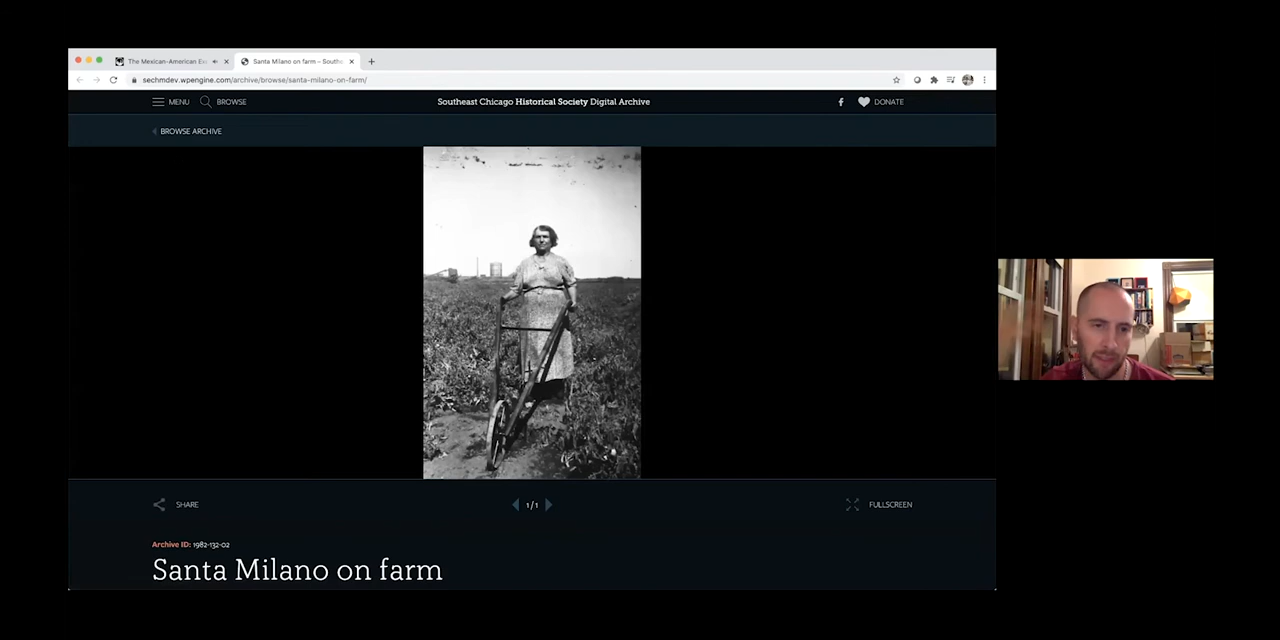 The Mexican-American Ex
Santa Milano on farm – Southe
sechmdev.wpengine.com/archive/browse/santa-milano-on-farm/
MENU BROWSE Southeast Chicago Historical Society Digital Archive DONATE
BROWSE ARCHIVE
SHARE 1/1 FULLSCREEN
Archive ID: 1982-132-02
Santa Milano on farm